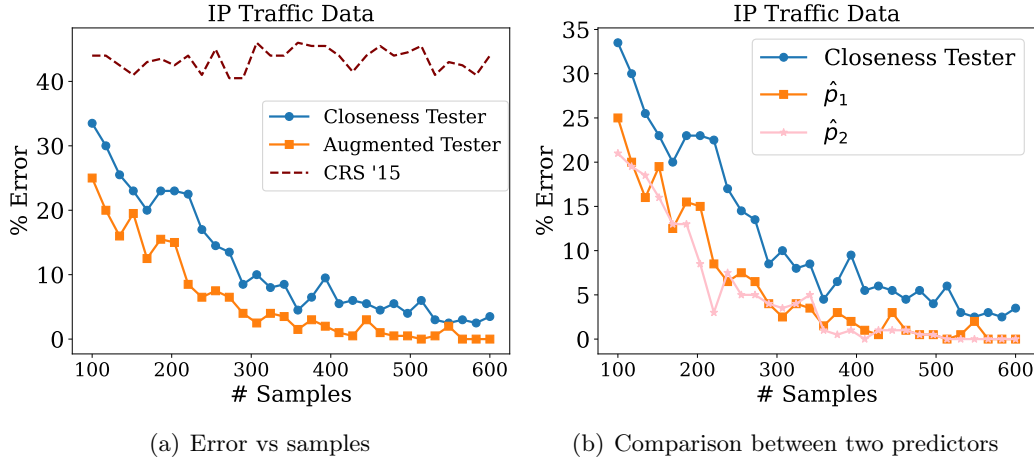 IP Traffic Data
% Error
40
20
0
Closeness Tester
Augmented Tester
CRS '15
100 200 300 400 500 600
# Samples
(a) Error vs samples
IP Traffic Data
% Error
35
30
25
20
15
10
5
0
Closeness Tester
p̂₁
p̂₂
100 200 300 400 500 600
# Samples
(b) Comparison between two predictors